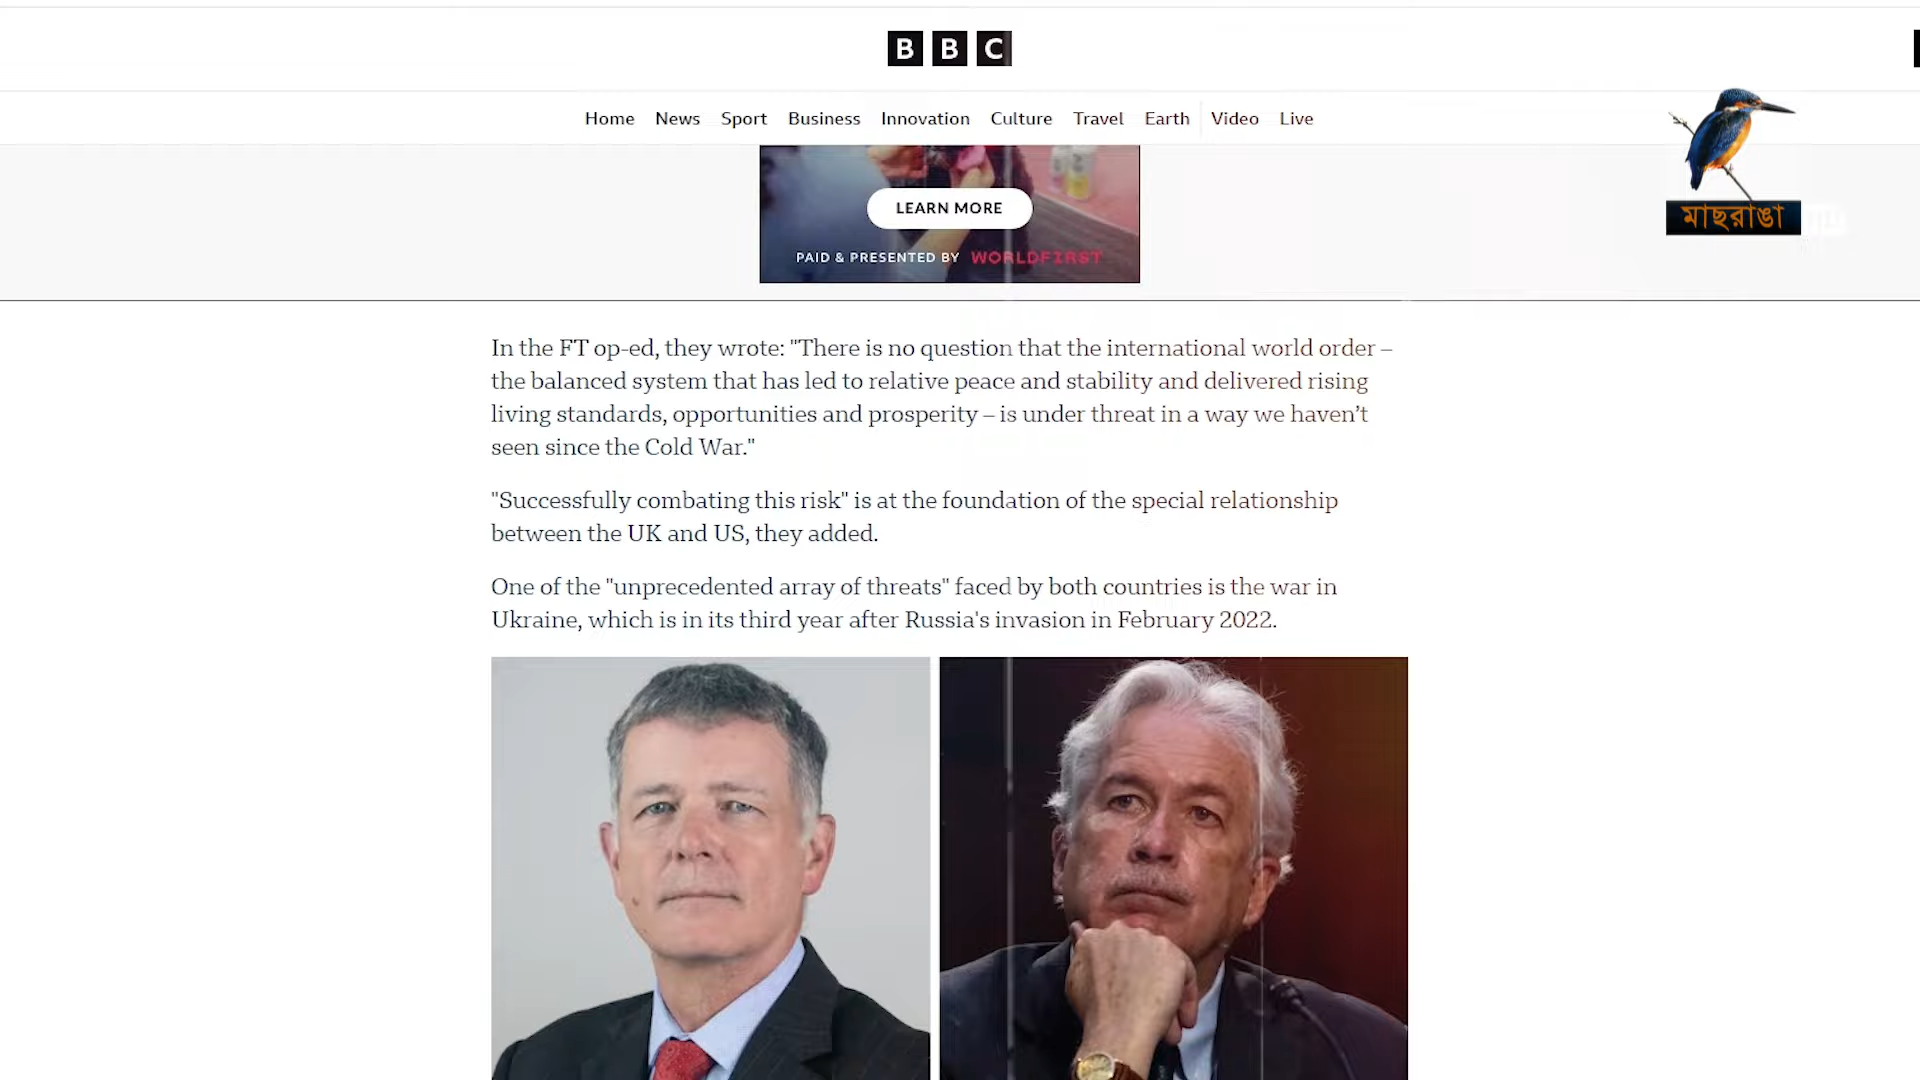 BBC
Home News Sport Business Innovation Culture Travel Earth Video Live
LEARN MORE
PAID & PRESENTED BY WORLDFIRST
মাছরাঙা
In the FT op-ed, they wrote: "There is no question that the international world order –
the balanced system that has led to relative peace and stability and delivered rising
living standards, opportunities and prosperity – is under threat in a way we haven’t
seen since the Cold War."
"Successfully combating this risk" is at the foundation of the special relationship
between the UK and US, they added.
One of the "unprecedented array of threats" faced by both countries is the war in
Ukraine, which is in its third year after Russia's invasion in February 2022.